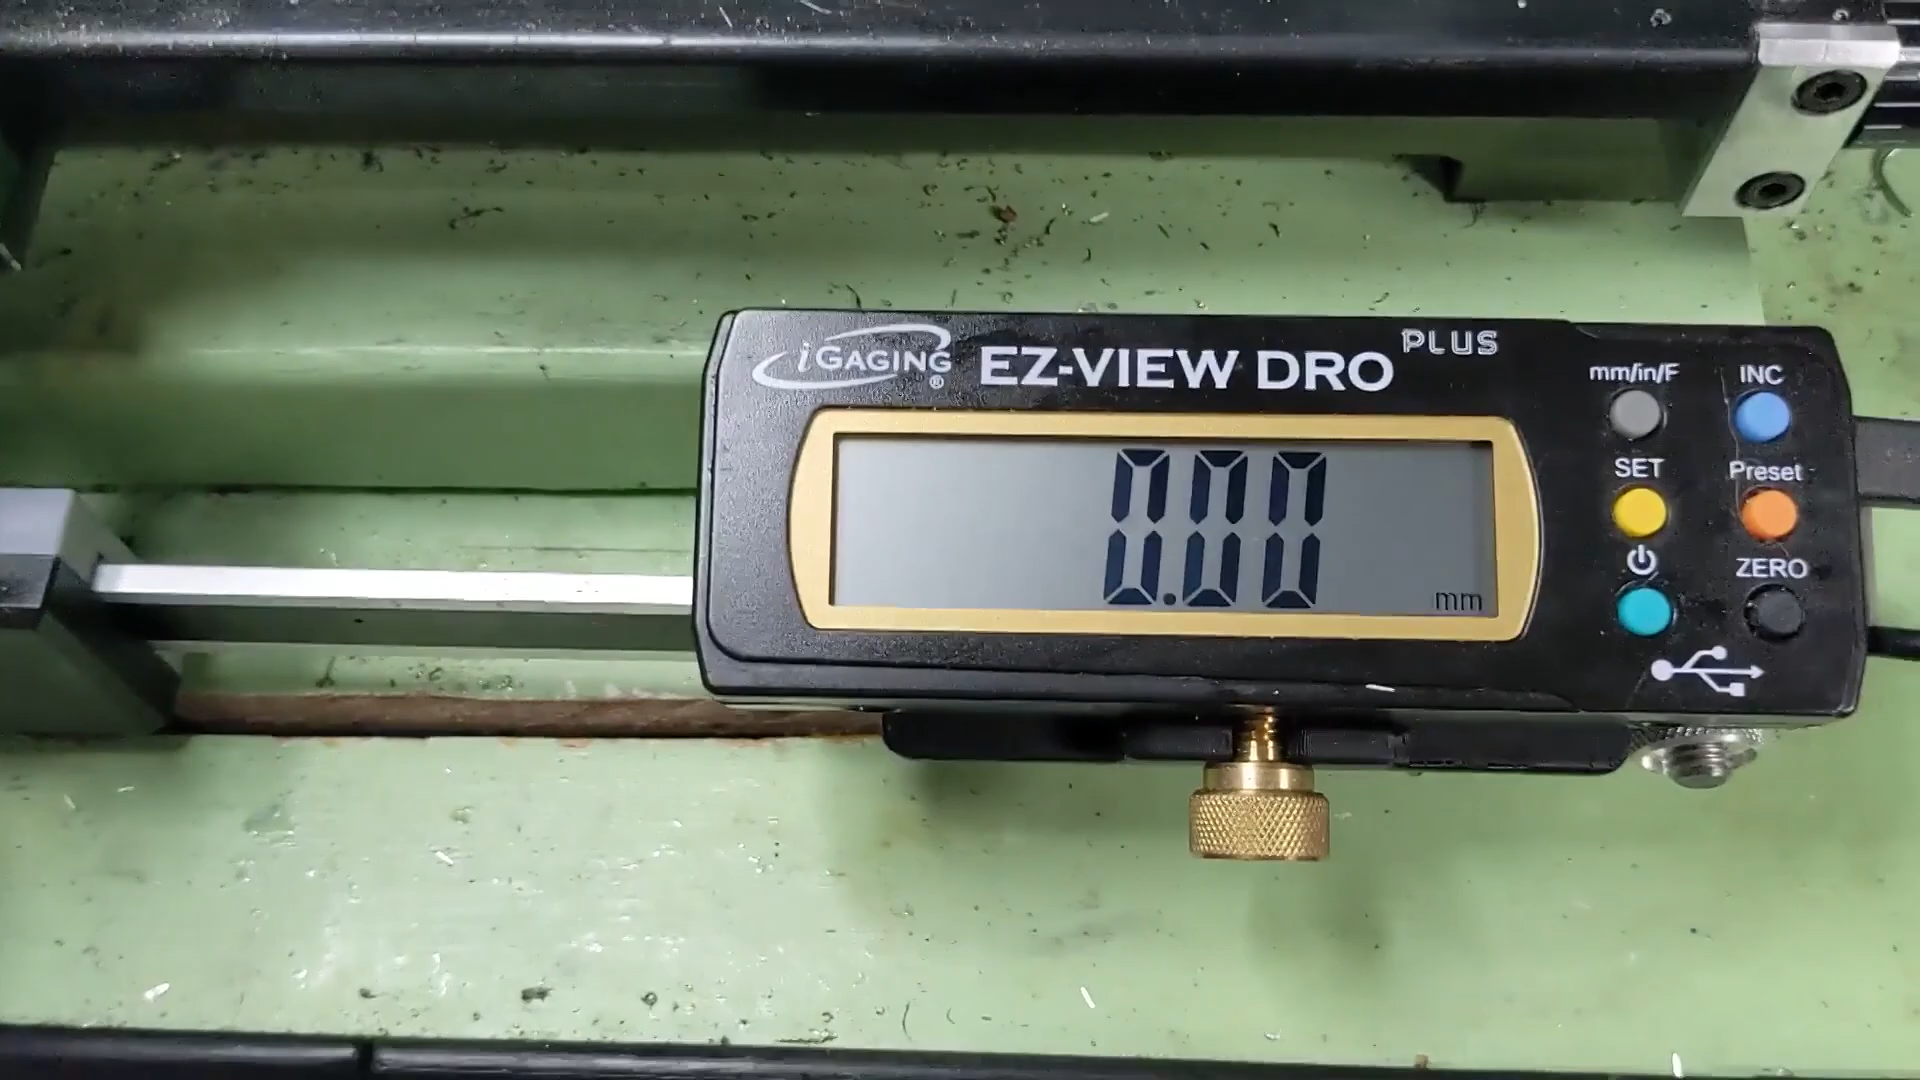 iGAGING®
EZ-VIEW DRO PLUS
mm/in/F INC
SET Preset
ZERO
0.00 mm